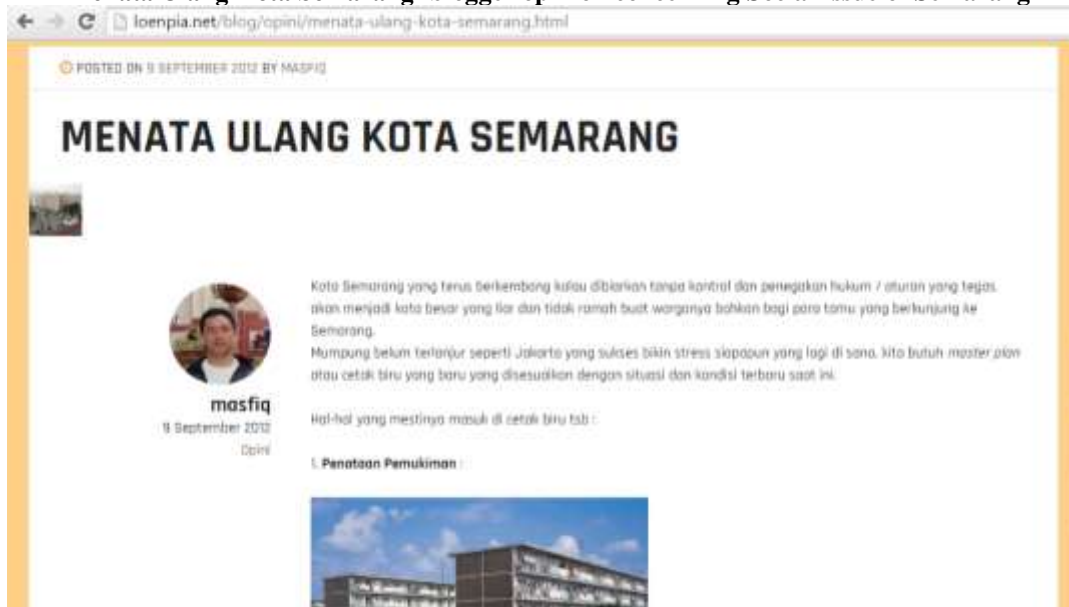 loenpia.net/blog/opini/menata-ulang-kota-semarang.html
POSTED ON 9 SEPTEMBER 2012 BY MASFIQ
MENATA ULANG KOTA SEMARANG
Kota Semarang yang terus berkembang kalau dibiarkan tanpa kontrol dan penegakan hukum / aturan yang tegas,
akan menjadi kota besar yang liar dan tidak ramah buat warganya bahkan bagi para tamu yang berkunjung ke
Semarang.
Mumpung belum terlanjur seperti Jakarta yang sukses bikin stress siapapun yang lagi di sana, kita butuh master plan
atau cetak biru yang baru yang disesuaikan dengan situasi dan kondisi terbaru saat ini.
masfiq
9 September 2012
Opini
Hal-hal yang mestinya masuk di cetak biru tsb :
1. Penataan Pemukiman :